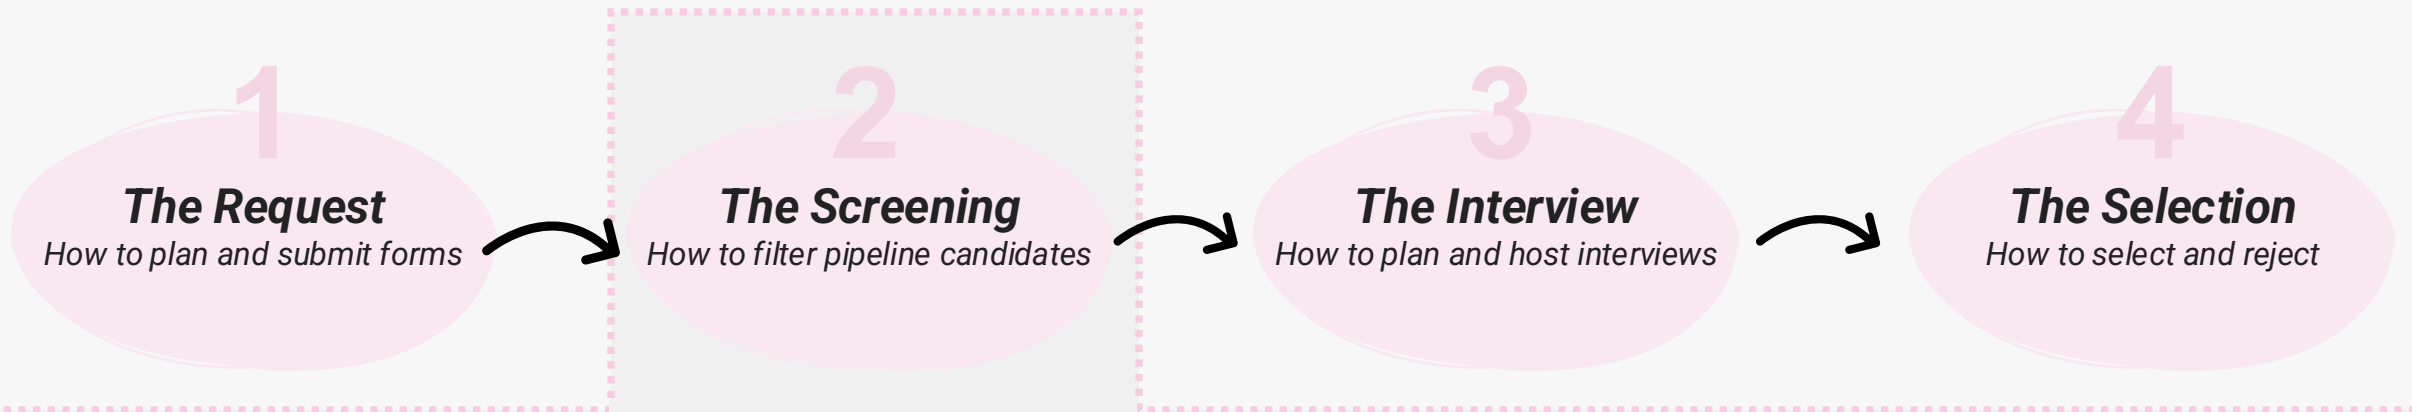 1
The Request
How to plan and submit forms
2
The Screening
How to filter pipeline candidates
3
The Interview
How to plan and host interviews
4
The Selection
How to select and reject